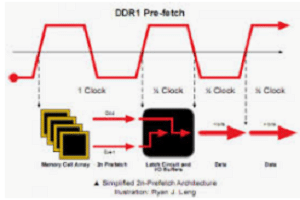 DDR1 Pre-fetch
1 Clock
½ Clock
½ Clock
½ Clock
Memory Cell Array
2n Prefetch
Latch Circuit and
I/O Buffers
Data
Data
▲ Simplified 2n-Prefetch Architecture
Illustration: Ryan J. Leng